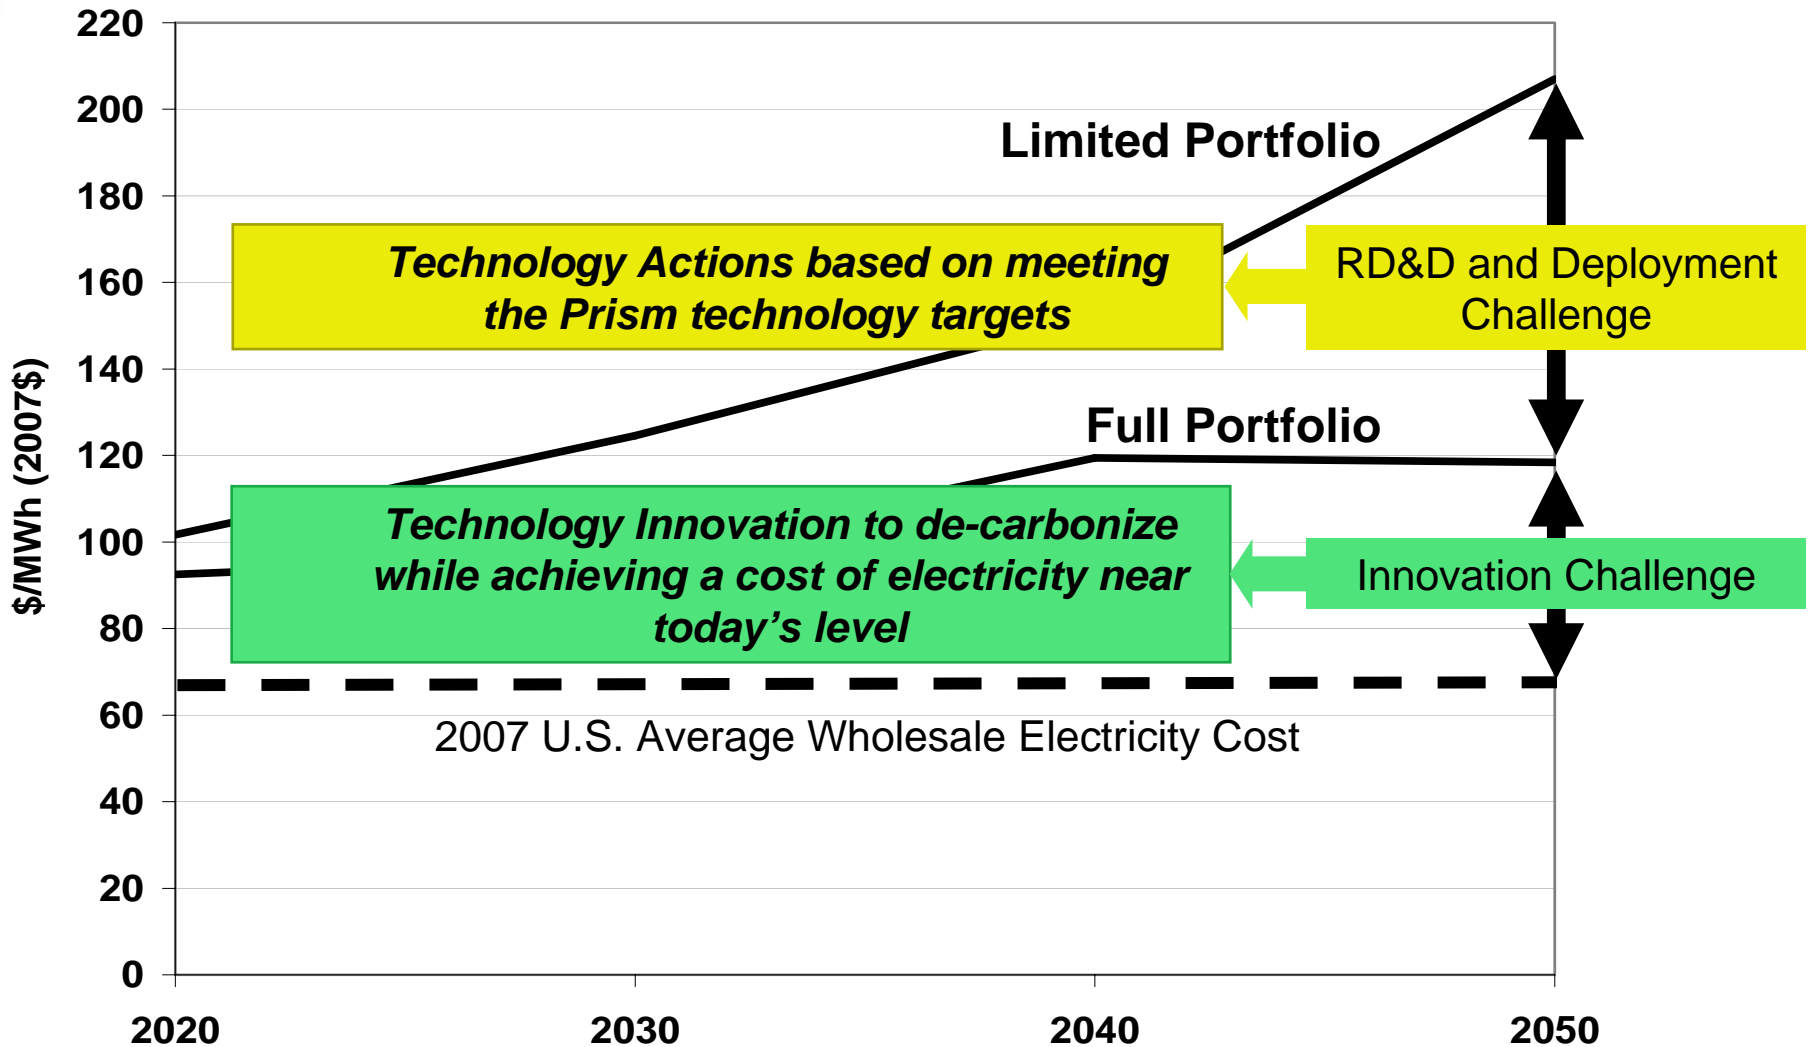 220
200
180
160
140
120
100
80
60
40
20
0
$/MWh (2007$)
Limited Portfolio
Technology Actions based on meeting
the Prism technology targets
RD&D and Deployment
Challenge
Full Portfolio
Technology Innovation to de-carbonize
while achieving a cost of electricity near
today’s level
Innovation Challenge
2007 U.S. Average Wholesale Electricity Cost
2020
2030
2040
2050